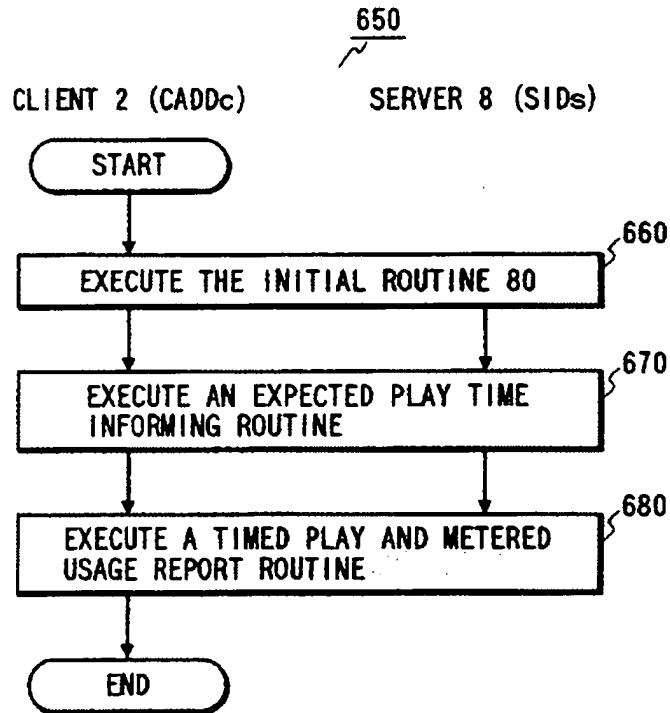 650
CLIENT 2 (CADDc)
SERVER 8 (SIDs)
START
660
EXECUTE THE INITIAL ROUTINE 80
670
EXECUTE AN EXPECTED PLAY TIME
INFORMING ROUTINE
680
EXECUTE A TIMED PLAY AND METERED
USAGE REPORT ROUTINE
END